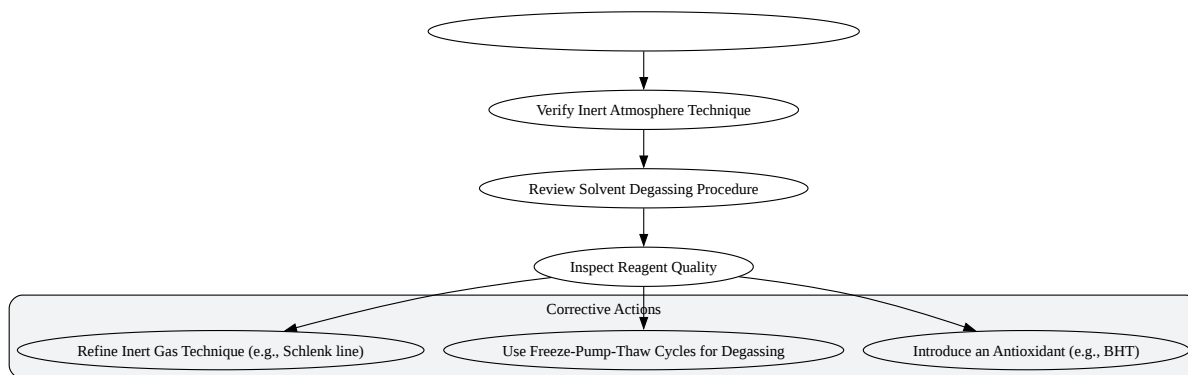 Verify Inert Atmosphere Technique
Review Solvent Degassing Procedure
Inspect Reagent Quality
Corrective Actions
Refine Inert Gas Technique (e.g., Schlenk line)
Use Freeze-Pump-Thaw Cycles for Degassing
Introduce an Antioxidant (e.g., BHT)